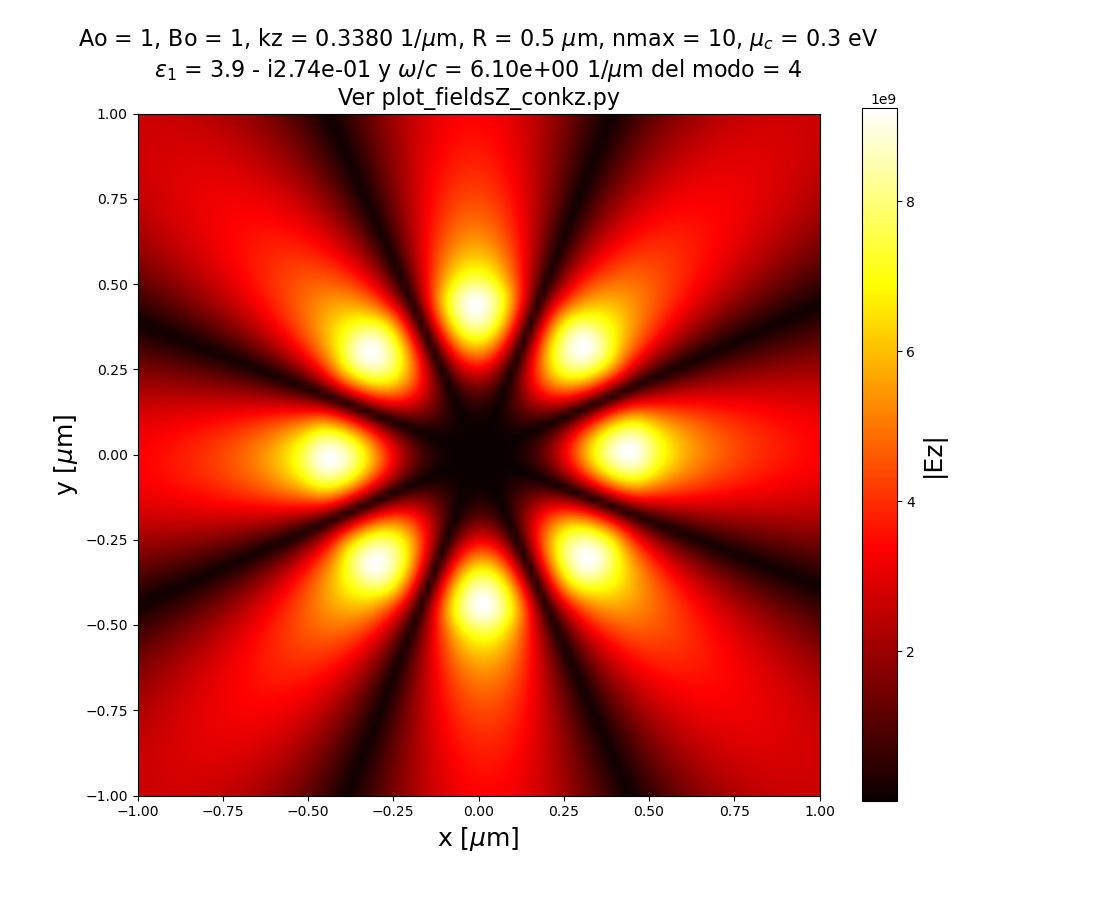 Ao = 1, Bo = 1, kz = 0.3380 1/μm, R = 0.5 μm, nmax = 10, μc = 0.3 eV
ε1 = 3.9 - i2.74e-01 y ω/c = 6.10e+00 1/μm del modo = 4
Ver plot_fieldsZ_conkz.py
1e9
1.00
0.75
0.50
0.25
0.00
−0.25
−0.50
−0.75
−1.00
y [μm]
−1.00 −0.75 −0.50 −0.25 0.00 0.25 0.50 0.75 1.00
x [μm]
8
6
4
2
|Ez|